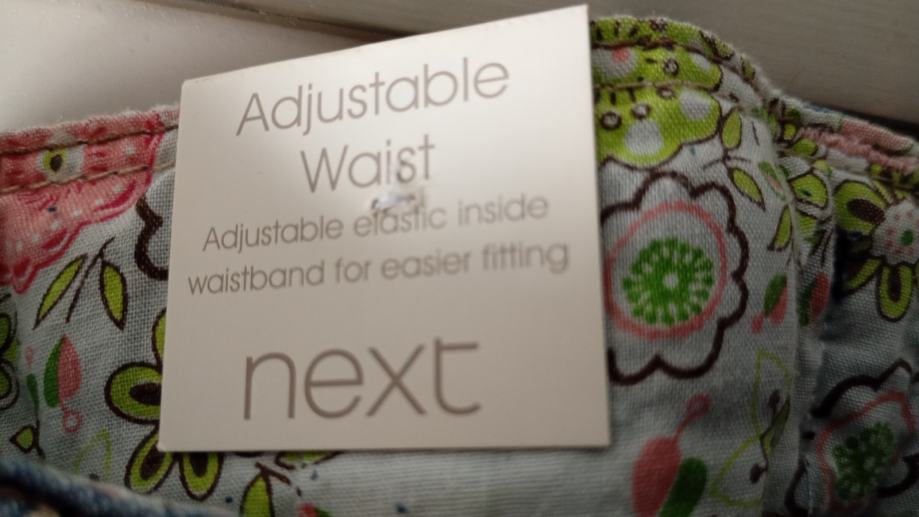 Adjustable
Waist
Adjustable elastic inside
waistband for easier fitting
next